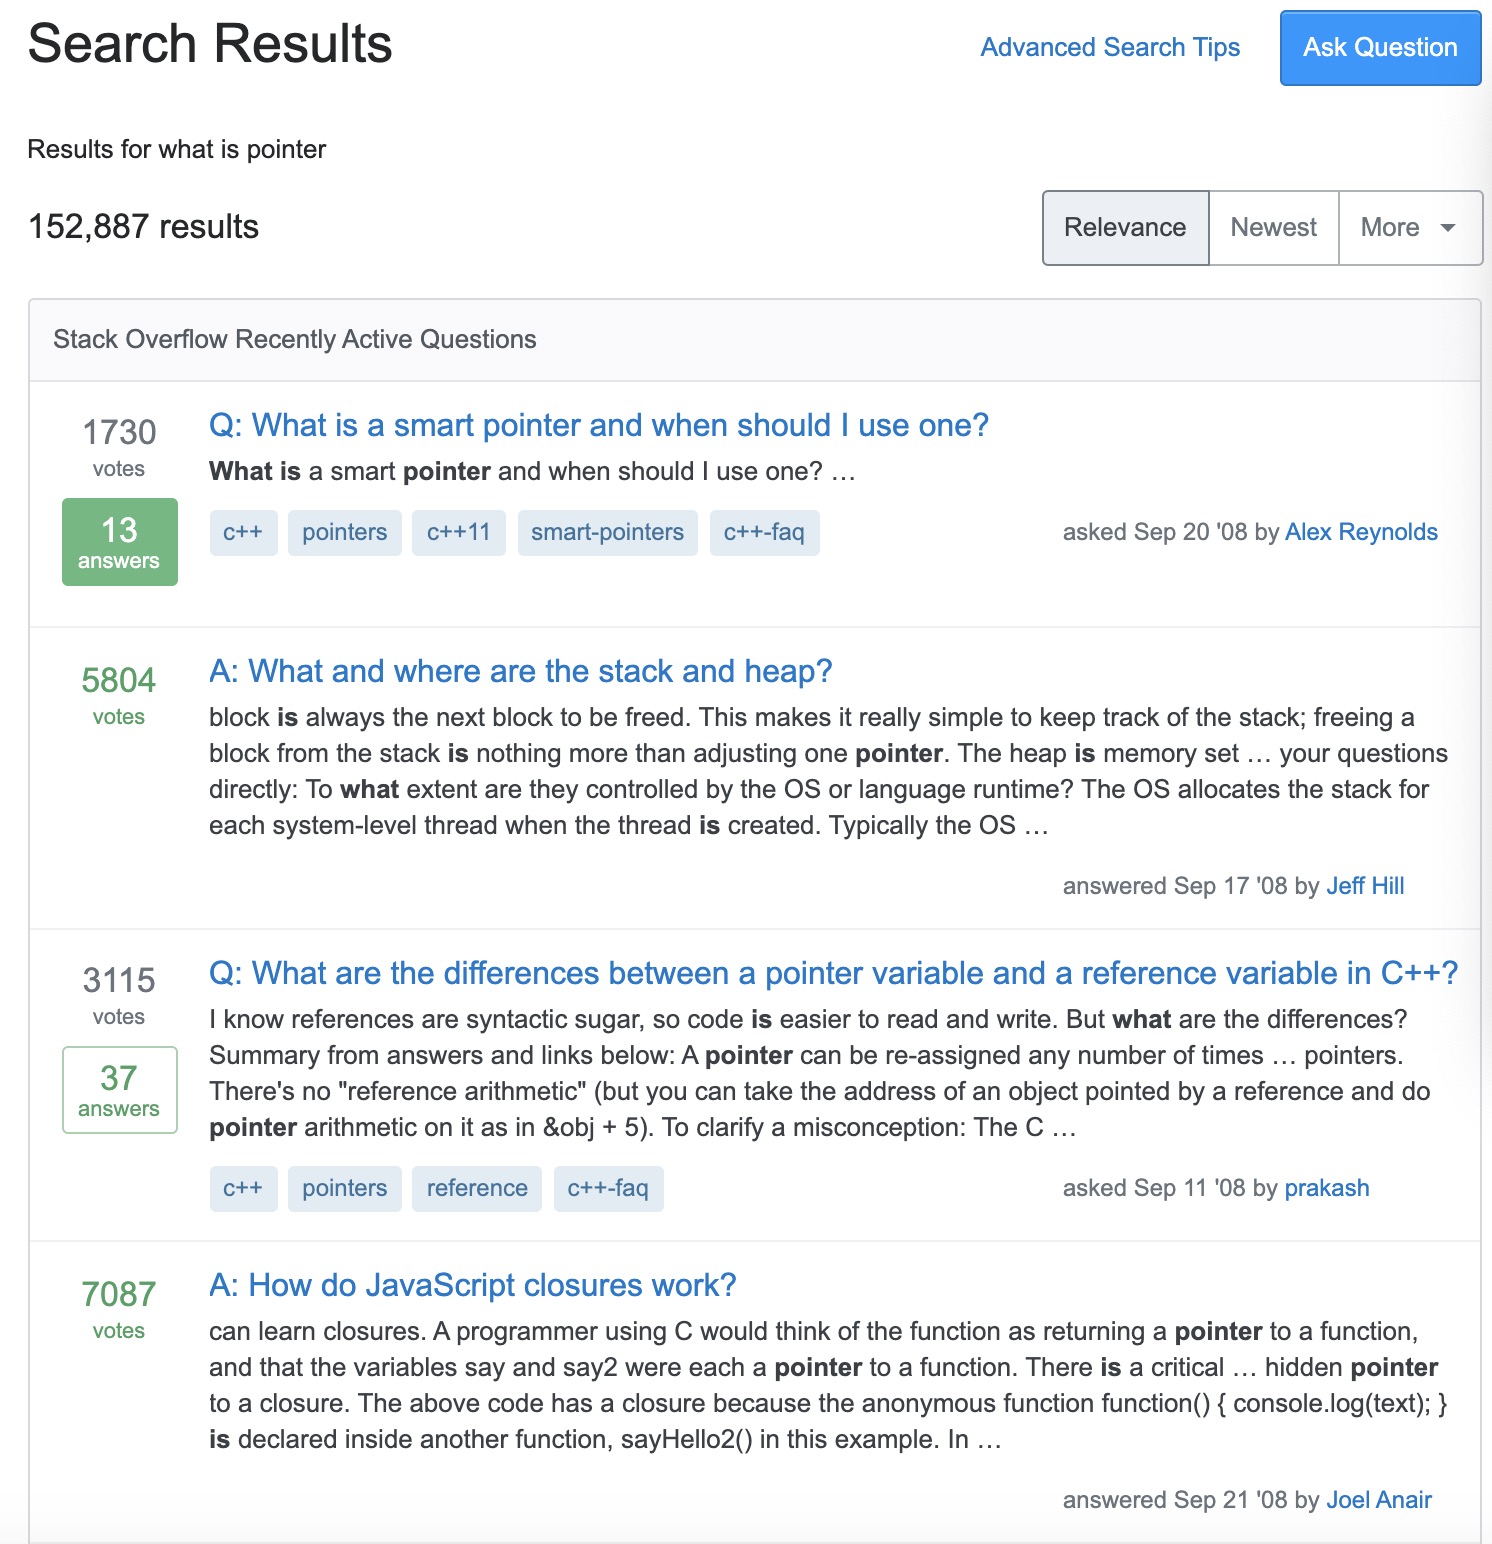 Search Results
Advanced Search Tips
Ask Question
Results for what is pointer
152,887 results
Relevance
Newest
More
Stack Overflow Recently Active Questions
1730
votes
13
answers
Q: What is a smart pointer and when should I use one?
What is a smart pointer and when should I use one? …
c++
pointers
c++11
smart-pointers
c++-faq
asked Sep 20 '08 by Alex Reynolds
5804
votes
A: What and where are the stack and heap?
block is always the next block to be freed. This makes it really simple to keep track of the stack; freeing a
block from the stack is nothing more than adjusting one pointer. The heap is memory set … your questions
directly: To what extent are they controlled by the OS or language runtime? The OS allocates the stack for
each system-level thread when the thread is created. Typically the OS …
answered Sep 17 '08 by Jeff Hill
3115
votes
37
answers
Q: What are the differences between a pointer variable and a reference variable in C++?
I know references are syntactic sugar, so code is easier to read and write. But what are the differences?
Summary from answers and links below: A pointer can be re-assigned any number of times … pointers.
There's no "reference arithmetic" (but you can take the address of an object pointed by a reference and do
pointer arithmetic on it as in &obj + 5). To clarify a misconception: The C …
c++
pointers
reference
c++-faq
asked Sep 11 '08 by prakash
7087
votes
A: How do JavaScript closures work?
can learn closures. A programmer using C would think of the function as returning a pointer to a function,
and that the variables say and say2 were each a pointer to a function. There is a critical … hidden pointer
to a closure. The above code has a closure because the anonymous function function() { console.log(text); }
is declared inside another function, sayHello2() in this example. In …
answered Sep 21 '08 by Joel Anair